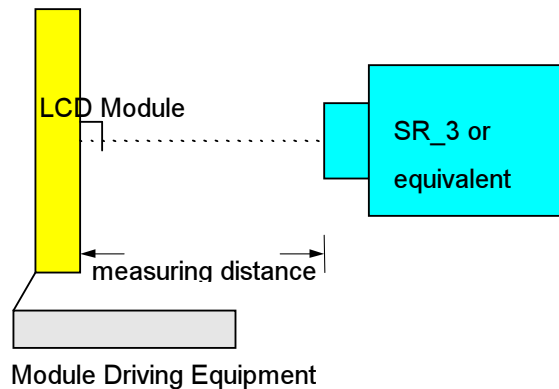 LCD Module
SR_3 or
equivalent
measuring distance
Module Driving Equipment